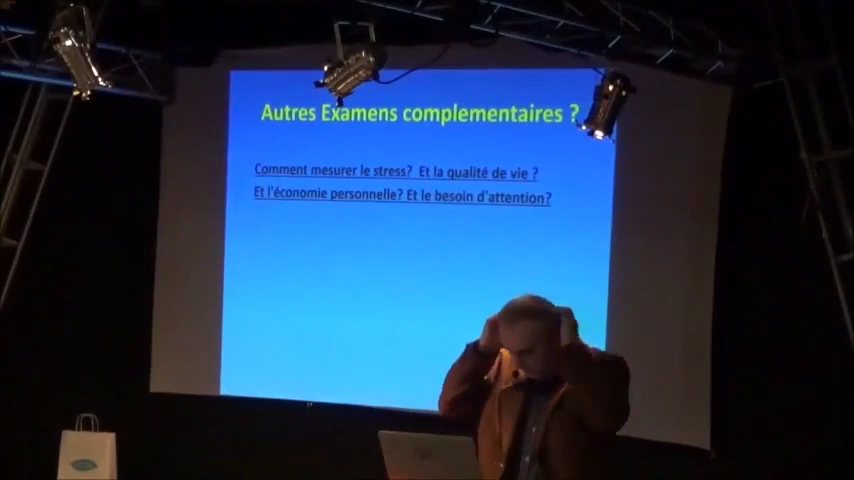 Autres Examens complementaires ?
Comment mesurer le stress? Et la qualité de vie ?
Et l'économie personnelle? Et le besoin d'attention?